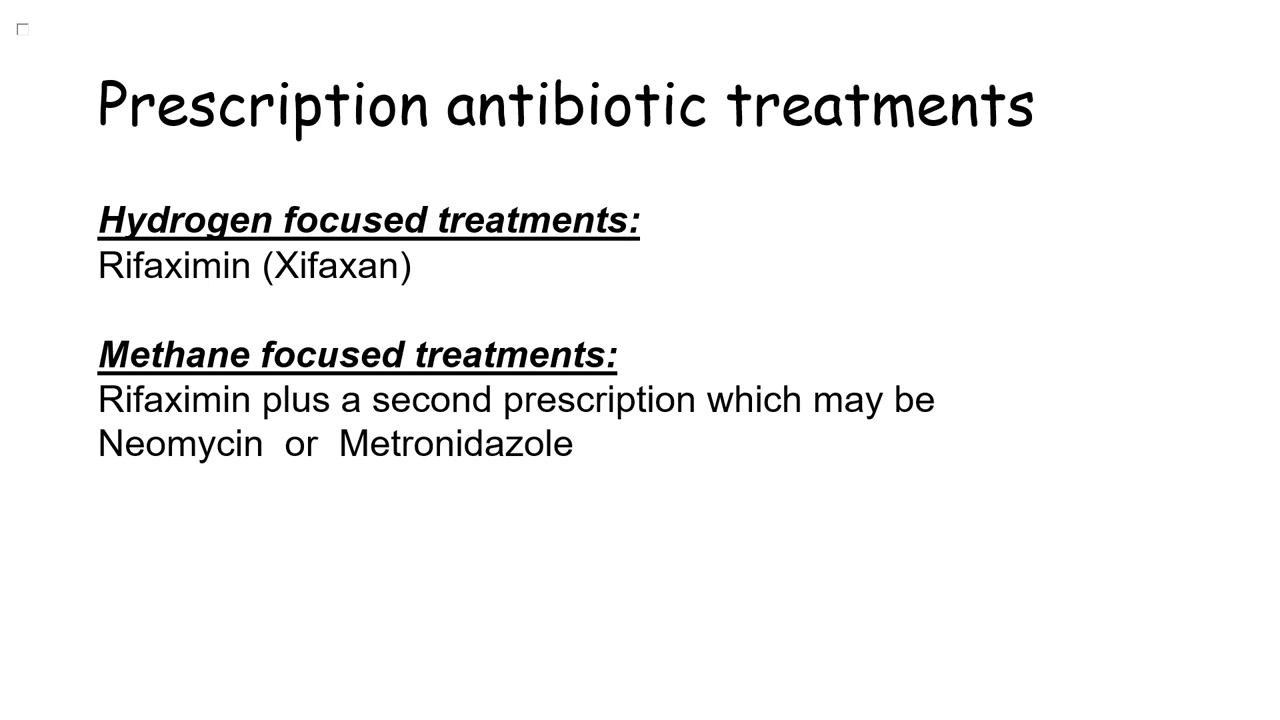 Prescription antibiotic treatments
Hydrogen focused treatments:
Rifaximin (Xifaxan)
Methane focused treatments:
Rifaximin plus a second prescription which may be
Neomycin  or  Metronidazole